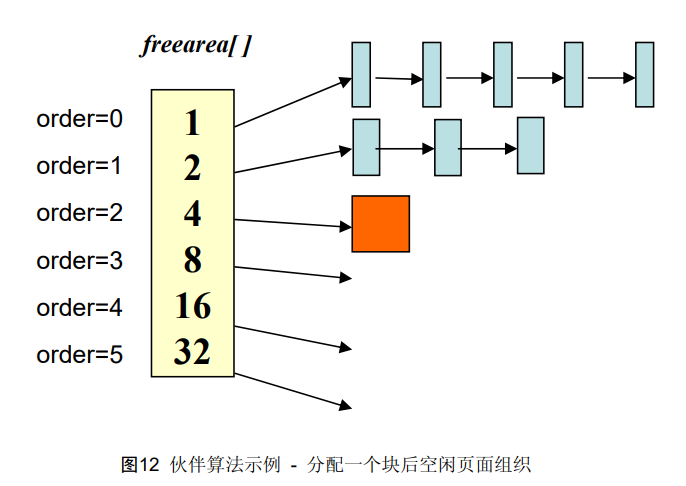 freearea[ ]
order=0 1
order=1 2
order=2 4
order=3 8
order=4 16
order=5 32
图12 伙伴算法示例 - 分配一个块后空闲页面组织